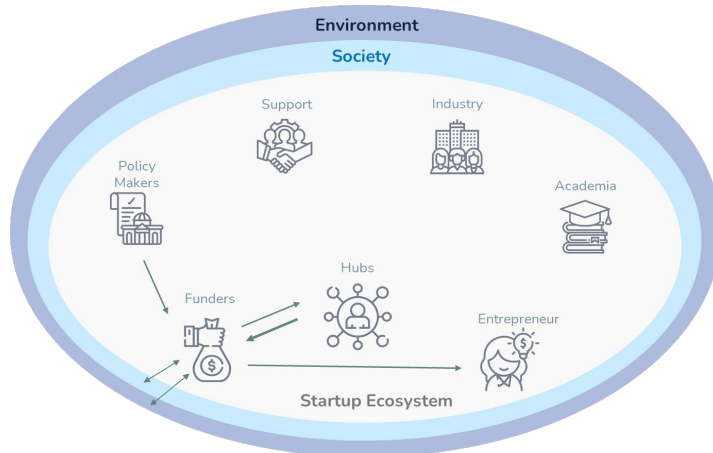 Environment
Society
Support
Industry
Policy
Makers
Academia
Hubs
Funders
Entrepreneur
$
$
Startup Ecosystem